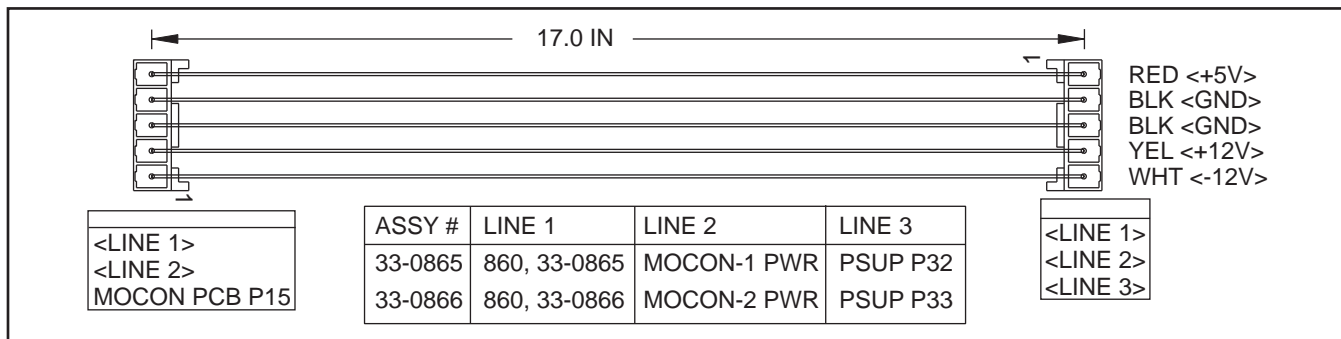 17.0 IN
1
RED <+5V>
BLK <GND>
BLK <GND>
YEL <+12V>
WHT <-12V>
1
<LINE 1>
<LINE 2>
MOCON PCB P15
ASSY # LINE 1 LINE 2 LINE 3
33-0865 860, 33-0865 MOCON-1 PWR PSUP P32
33-0866 860, 33-0866 MOCON-2 PWR PSUP P33
<LINE 1>
<LINE 2>
<LINE 3>